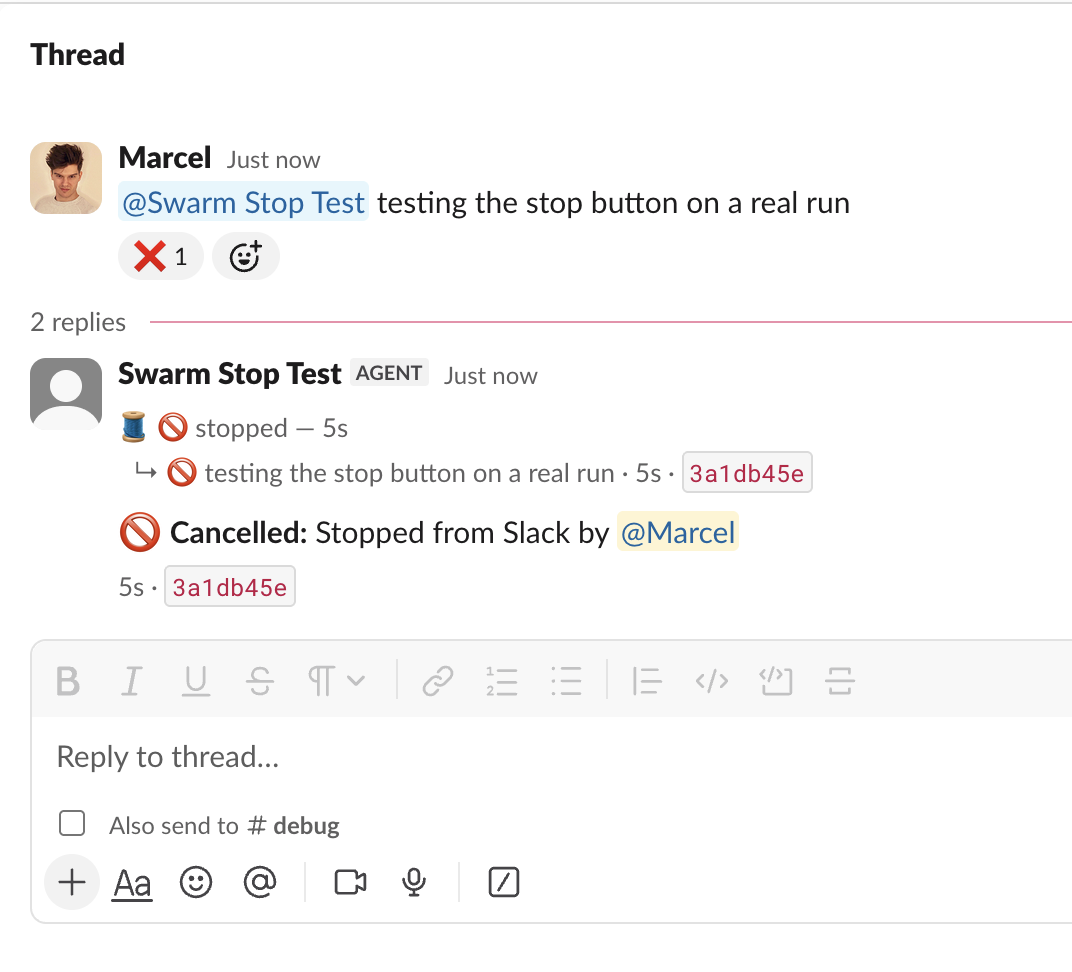 Thread
Marcel Just now
@Swarm Stop Test testing the stop button on a real run
1
2 replies
Swarm Stop Test AGENT Just now
stopped — 5s
testing the stop button on a real run · 5s · 3a1db45e
Cancelled: Stopped from Slack by @Marcel
5s · 3a1db45e
Reply to thread...
Also send to # debug
Aa